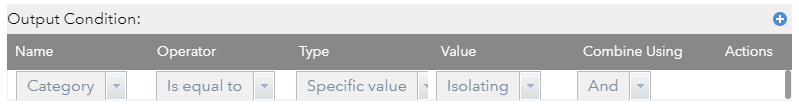 Output Condition:
Name Operator Type Value Combine Using Actions
Category Is equal to Specific value Isolating And